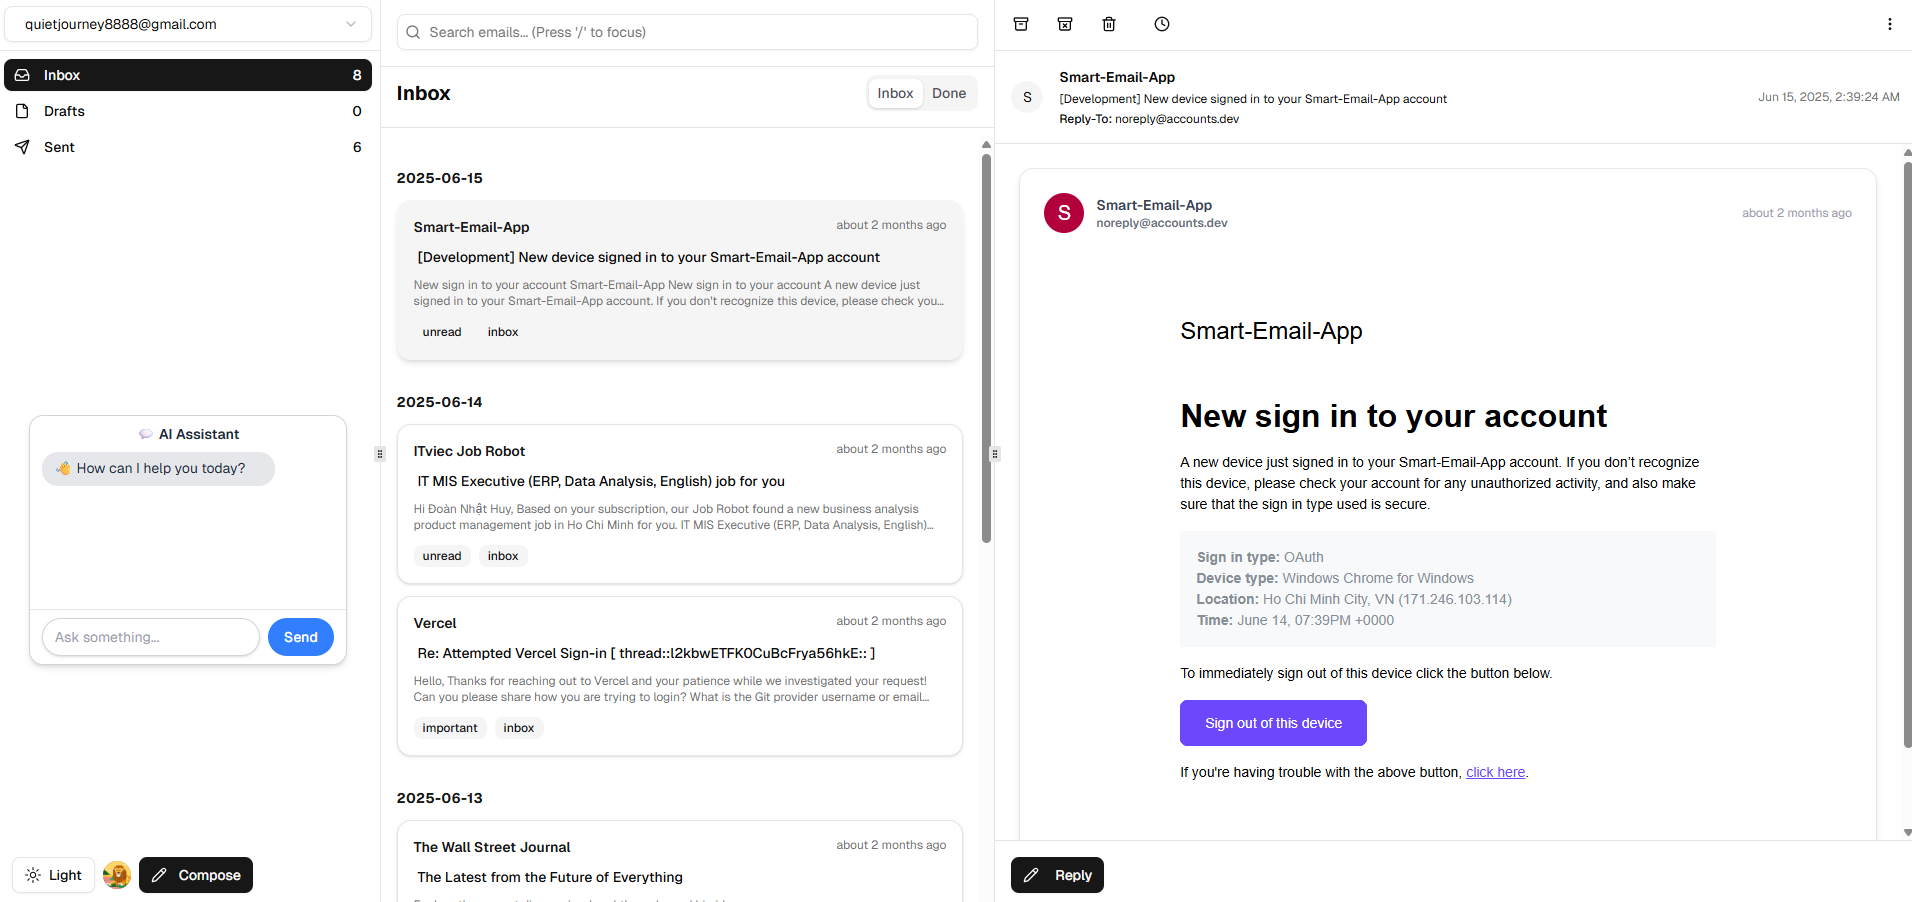 quietjourney8888@gmail.com
Inbox 8
Drafts 0
Sent 6
AI Assistant
How can I help you today?
Ask something...
Send
Light
Compose
Search emails... (Press '/' to focus)
Inbox
Inbox Done
2025-06-15
Smart-Email-App about 2 months ago
[Development] New device signed in to your Smart-Email-App account
New sign in to your account Smart-Email-App New sign in to your account A new device just
signed in to your Smart-Email-App account. If you don't recognize this device, please check you...
unread inbox
2025-06-14
ITviec Job Robot about 2 months ago
IT MIS Executive (ERP, Data Analysis, English) job for you
Hi Đoàn Nhật Huy, Based on your subscription, our Job Robot found a new business analysis
product management job in Ho Chi Minh for you. IT MIS Executive (ERP, Data Analysis, English)...
unread inbox
Vercel about 2 months ago
Re: Attempted Vercel Sign-in [ thread::l2kbwETFK0CuBcFrya56hkE:: ]
Hello, Thanks for reaching out to Vercel and your patience while we investigated your request!
Can you please share how you are trying to login? What is the Git provider username or email...
important inbox
2025-06-13
The Wall Street Journal about 2 months ago
The Latest from the Future of Everything
S
Smart-Email-App
[Development] New device signed in to your Smart-Email-App account
Reply-To: noreply@accounts.dev
Jun 15, 2025, 2:39:24 AM
S
Smart-Email-App
noreply@accounts.dev
about 2 months ago
Smart-Email-App
New sign in to your account
A new device just signed in to your Smart-Email-App account. If you don't recognize
this device, please check your account for any unauthorized activity, and also make
sure that the sign in type used is secure.
Sign in type: OAuth
Device type: Windows Chrome for Windows
Location: Ho Chi Minh City, VN (171.246.103.114)
Time: June 14, 07:39PM +0000
To immediately sign out of this device click the button below.
Sign out of this device
If you're having trouble with the above button, click here.
Reply